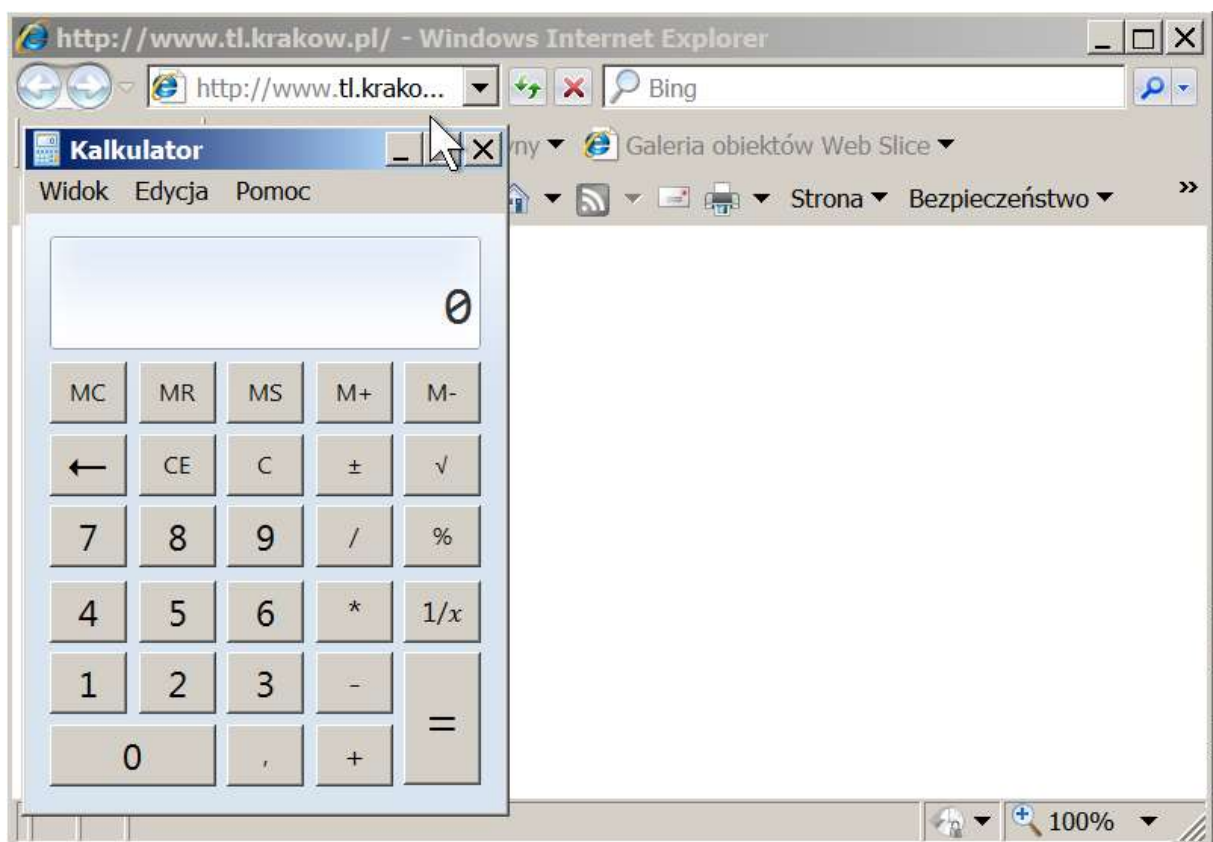 http://www.tl.krakow.pl/ - Windows Internet Explorer
http://www.tl.krako... Bing
Galeria obiektów Web Slice
Strona Bezpieczeństwo »
Kalkulator
Widok Edycja Pomoc
0
MC MR MS M+ M-
← CE C ± √
7 8 9 / %
4 5 6 * 1/x
1 2 3 - =
0 , +
100%